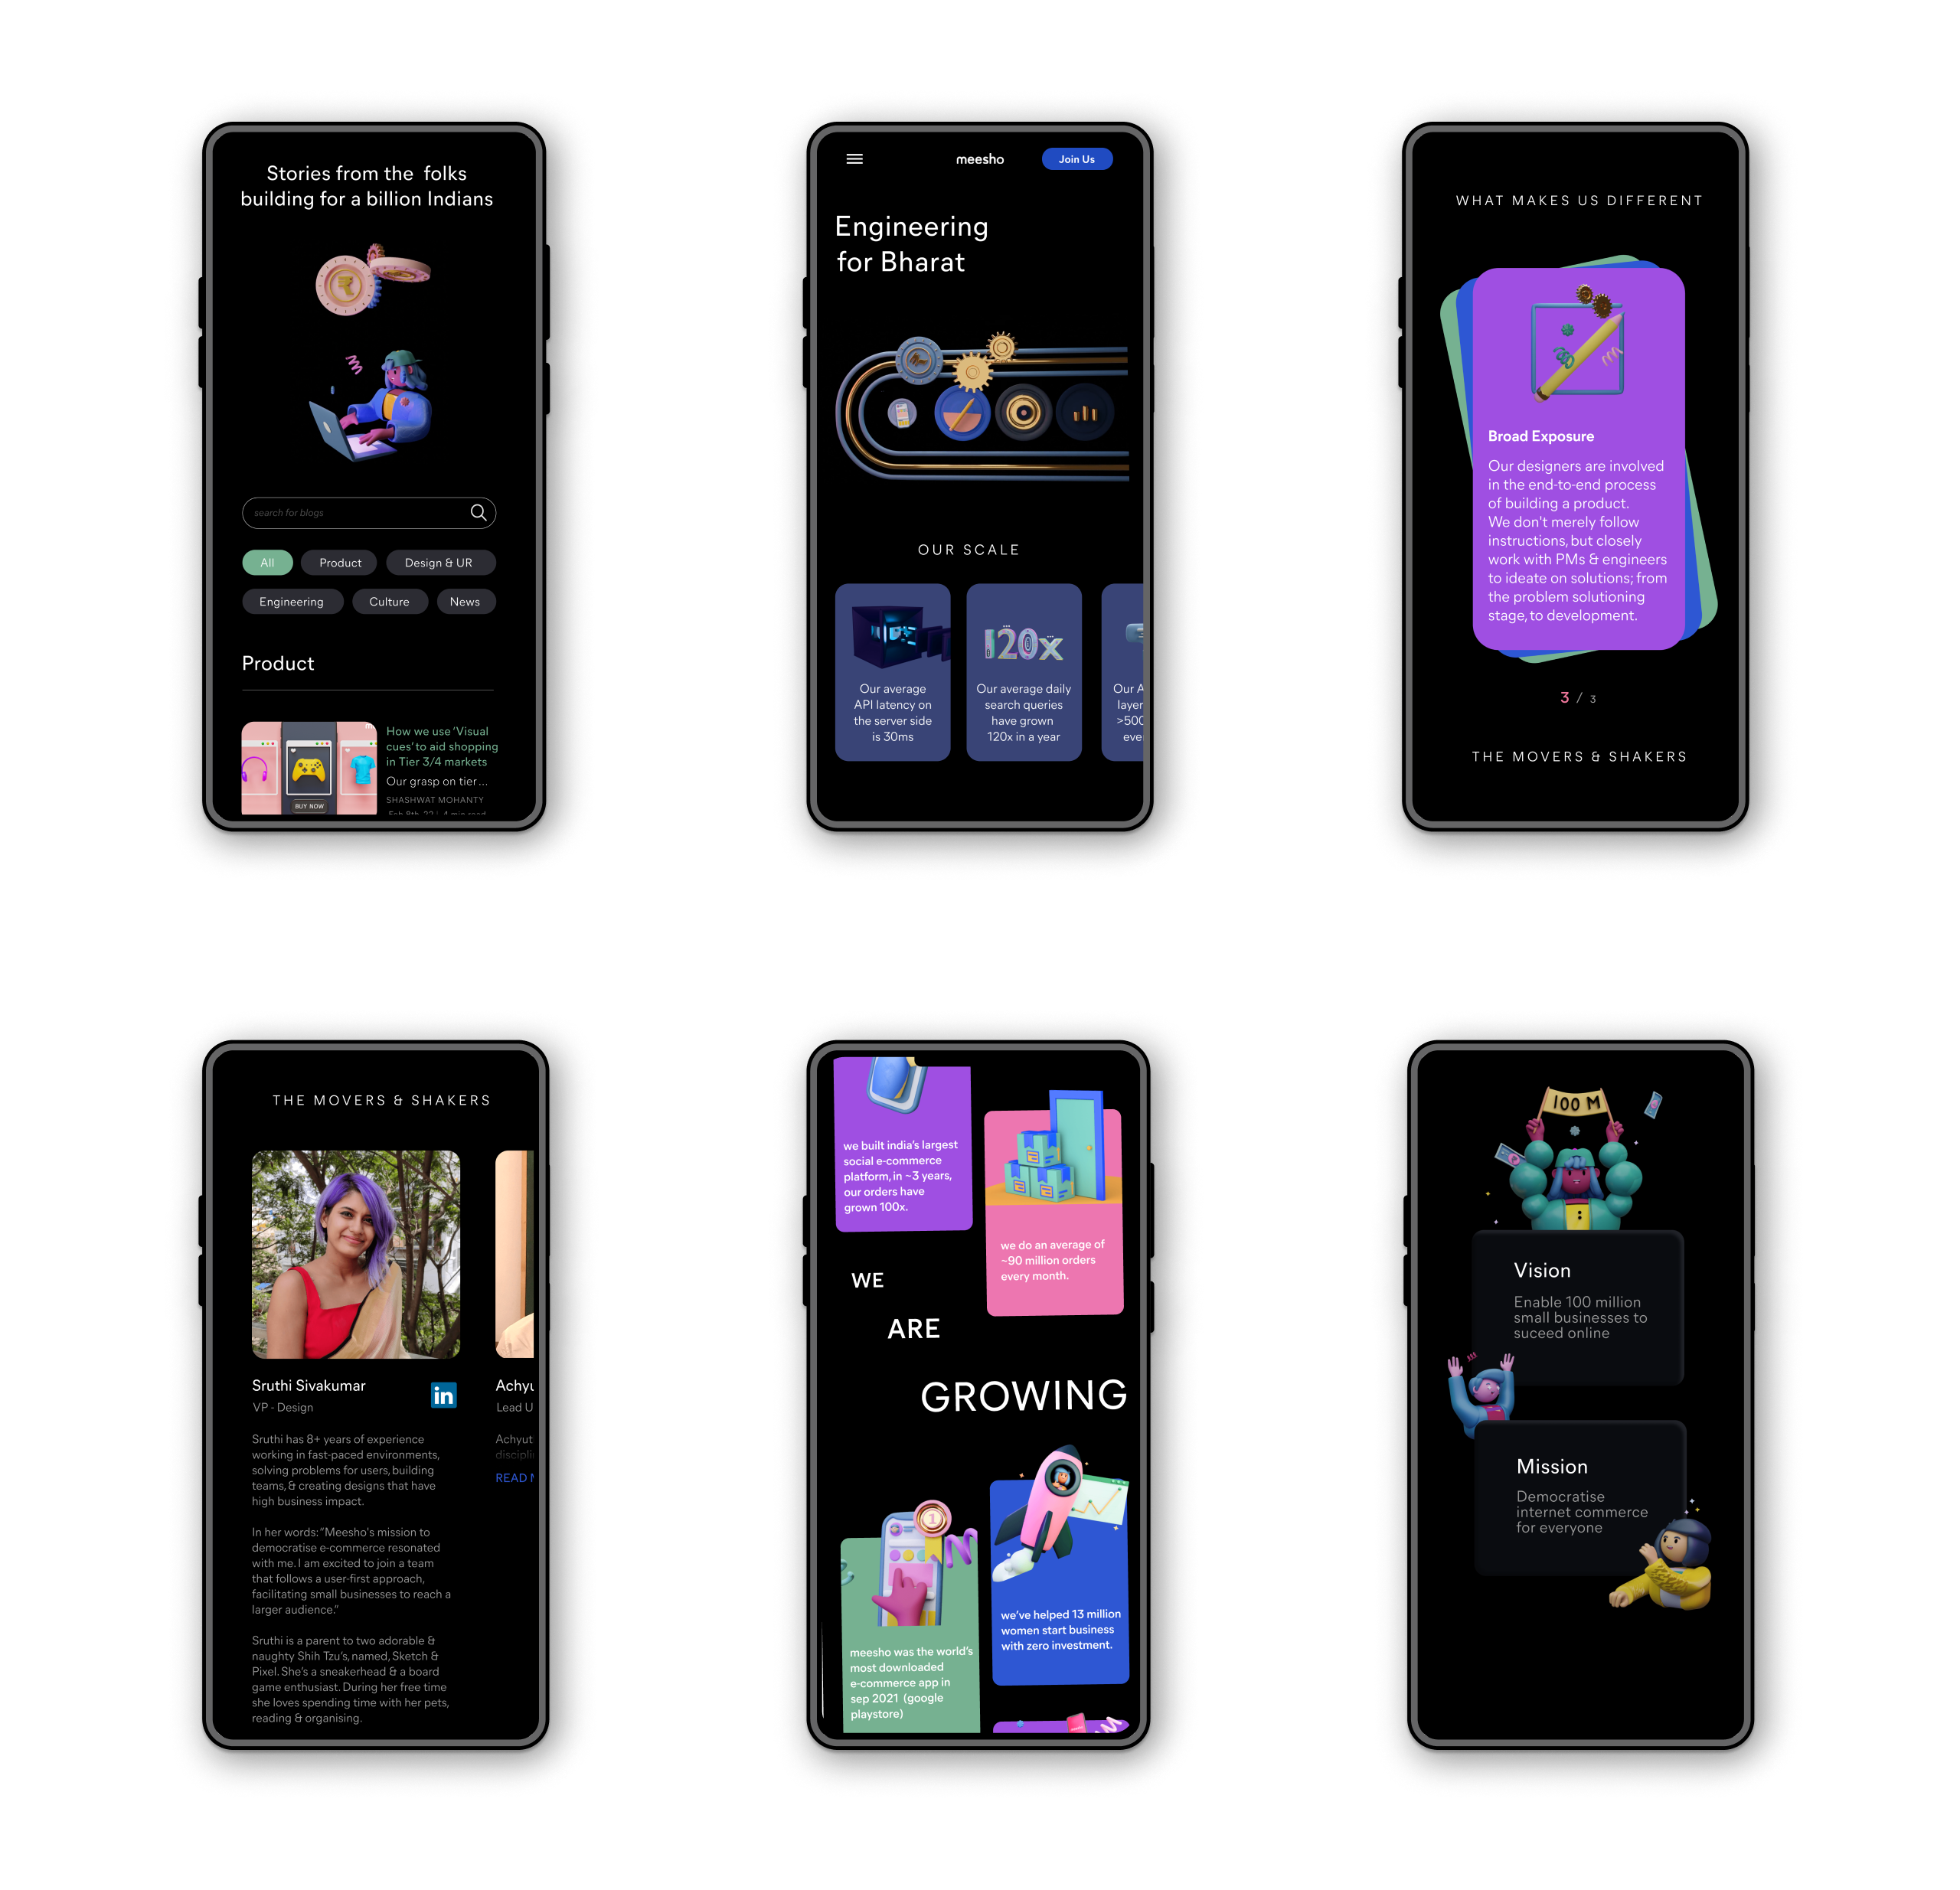 Stories from the folks
building for a billion Indians
search for blogs
All
Product
Design & UR
Engineering
Culture
News
Product
BUY NOW
How we use ‘Visual
cues’ to aid shopping
in Tier 3/4 markets
Our grasp on tier...
SHASHWAT MOHANTY
Feb 8th, 22 | 4 min read
meesho
Join Us
Engineering
for Bharat
OUR SCALE
Our average
API latency on
the server side
is 30ms
120x
Our average daily
search queries
have grown
120x in a year
Our A
layer
>500
eve
WHAT MAKES US DIFFERENT
Broad Exposure
Our designers are involved
in the end-to-end process
of building a product.
We don't merely follow
instructions, but closely
work with PMs & engineers
to ideate on solutions; from
the problem solutioning
stage, to development.
3 / 3
THE MOVERS & SHAKERS
THE MOVERS & SHAKERS
Sruthi Sivakumar
in
VP - Design
Sruthi has 8+ years of experience
working in fast-paced environments,
solving problems for users, building
teams, & creating designs that have
high business impact.
In her words: “Meesho's mission to
democratise e-commerce resonated
with me. I am excited to join a team
that follows a user-first approach,
facilitating small businesses to reach a
larger audience.”
Sruthi is a parent to two adorable &
naughty Shih Tzu's, named, Sketch &
Pixel. She's a sneakerhead & a board
game enthusiast. During her free time
she loves spending time with her pets,
reading & organising.
Achyu
Lead U
Achyut
discipli
READ
we built india's largest
social e-commerce
platform, in ~3 years,
our orders have
grown 100x.
we do an average of
~90 million orders
every month.
WE
ARE
GROWING
1
meesho was the world's
most downloaded
e-commerce app in
sep 2021 (google
playstore)
we've helped 13 million
women start business
with zero investment.
100 M
Vision
Enable 100 million
small businesses to
suceed online
Mission
Democratise
internet commerce
for everyone